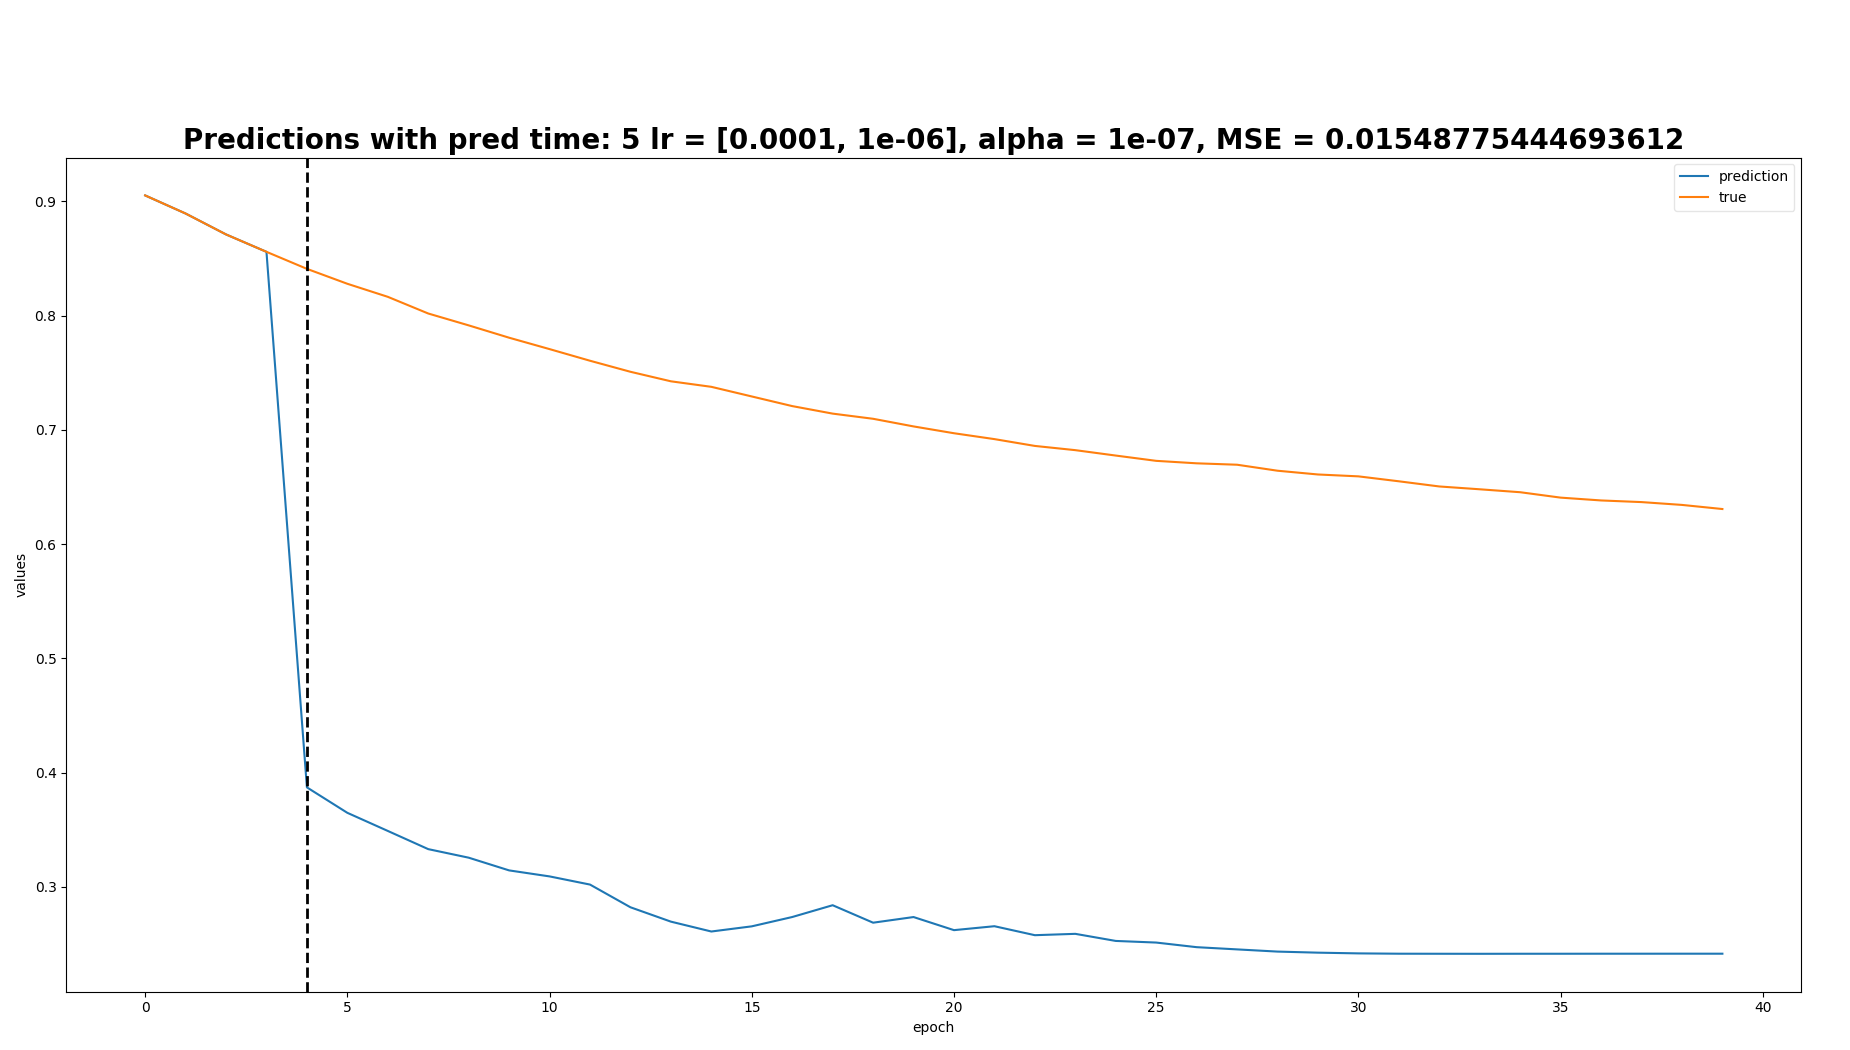 Predictions with pred time: 5 lr = [0.0001, 1e-06], alpha = 1e-07, MSE = 0.01548775444693612
prediction
true
0.9
0.8
0.7
0.6
0.5
0.4
0.3
values
0 5 10 15 20 25 30 35 40
epoch